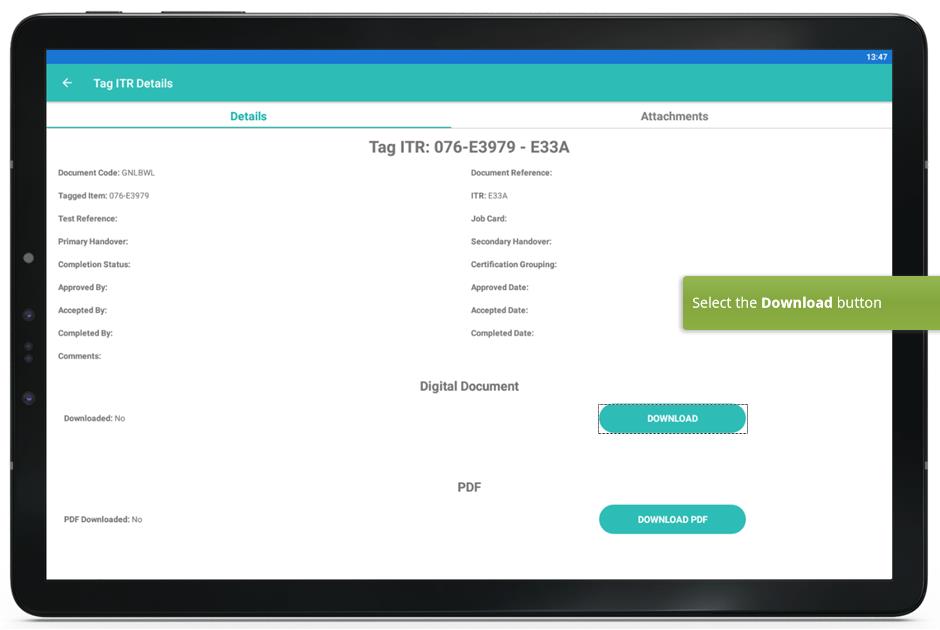 13:47
Tag ITR Details
Details
Attachments
Tag ITR: 076-E3979 - E33A
Document Code: GNLBWL
Document Reference:
Tagged Item: 076-E3979
ITR: E33A
Test Reference:
Job Card:
Primary Handover:
Secondary Handover:
Completion Status:
Certification Grouping:
Approved By:
Approved Date:
Select the Download button
Accepted By:
Accepted Date:
Completed By:
Completed Date:
Comments:
Digital Document
Downloaded: No
DOWNLOAD
PDF
PDF Downloaded: No
DOWNLOAD PDF